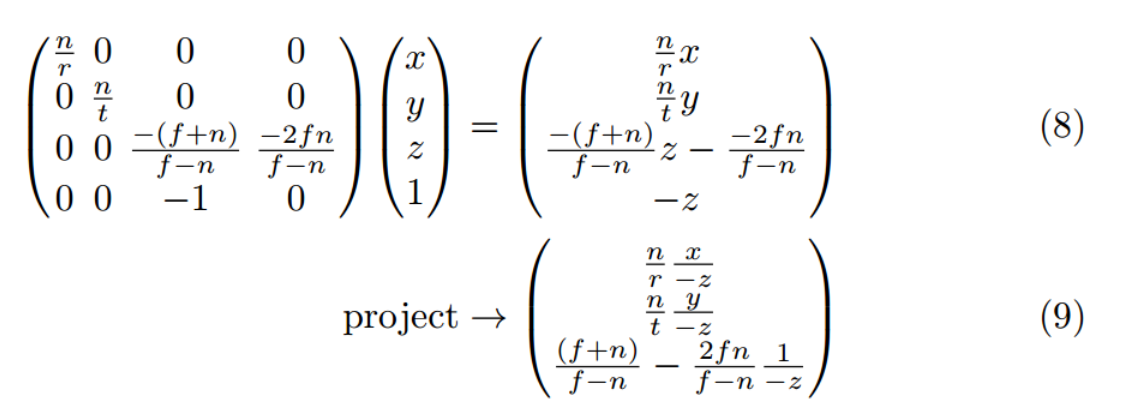 \begin{pmatrix} \frac{n}{r} & 0 & 0 & 0 \\ 0 & \frac{n}{t} & 0 & 0 \\ 0 & 0 & \frac{-(f+n)}{f-n} & \frac{-2fn}{f-n} \\ 0 & 0 & -1 & 0 \end{pmatrix} \begin{pmatrix} x \\ y \\ z \\ 1 \end{pmatrix} = \begin{pmatrix} \frac{n}{r}x \\ \frac{n}{t}y \\ \frac{-(f+n)}{f-n}z - \frac{-2fn}{f-n} \\ -z \end{pmatrix} (8)
project \rightarrow \begin{pmatrix} \frac{n}{r}\frac{x}{-z} \\ \frac{n}{t}\frac{y}{-z} \\ \frac{(f+n)}{f-n} - \frac{2fn}{f-n}\frac{1}{-z} \end{pmatrix} (9)